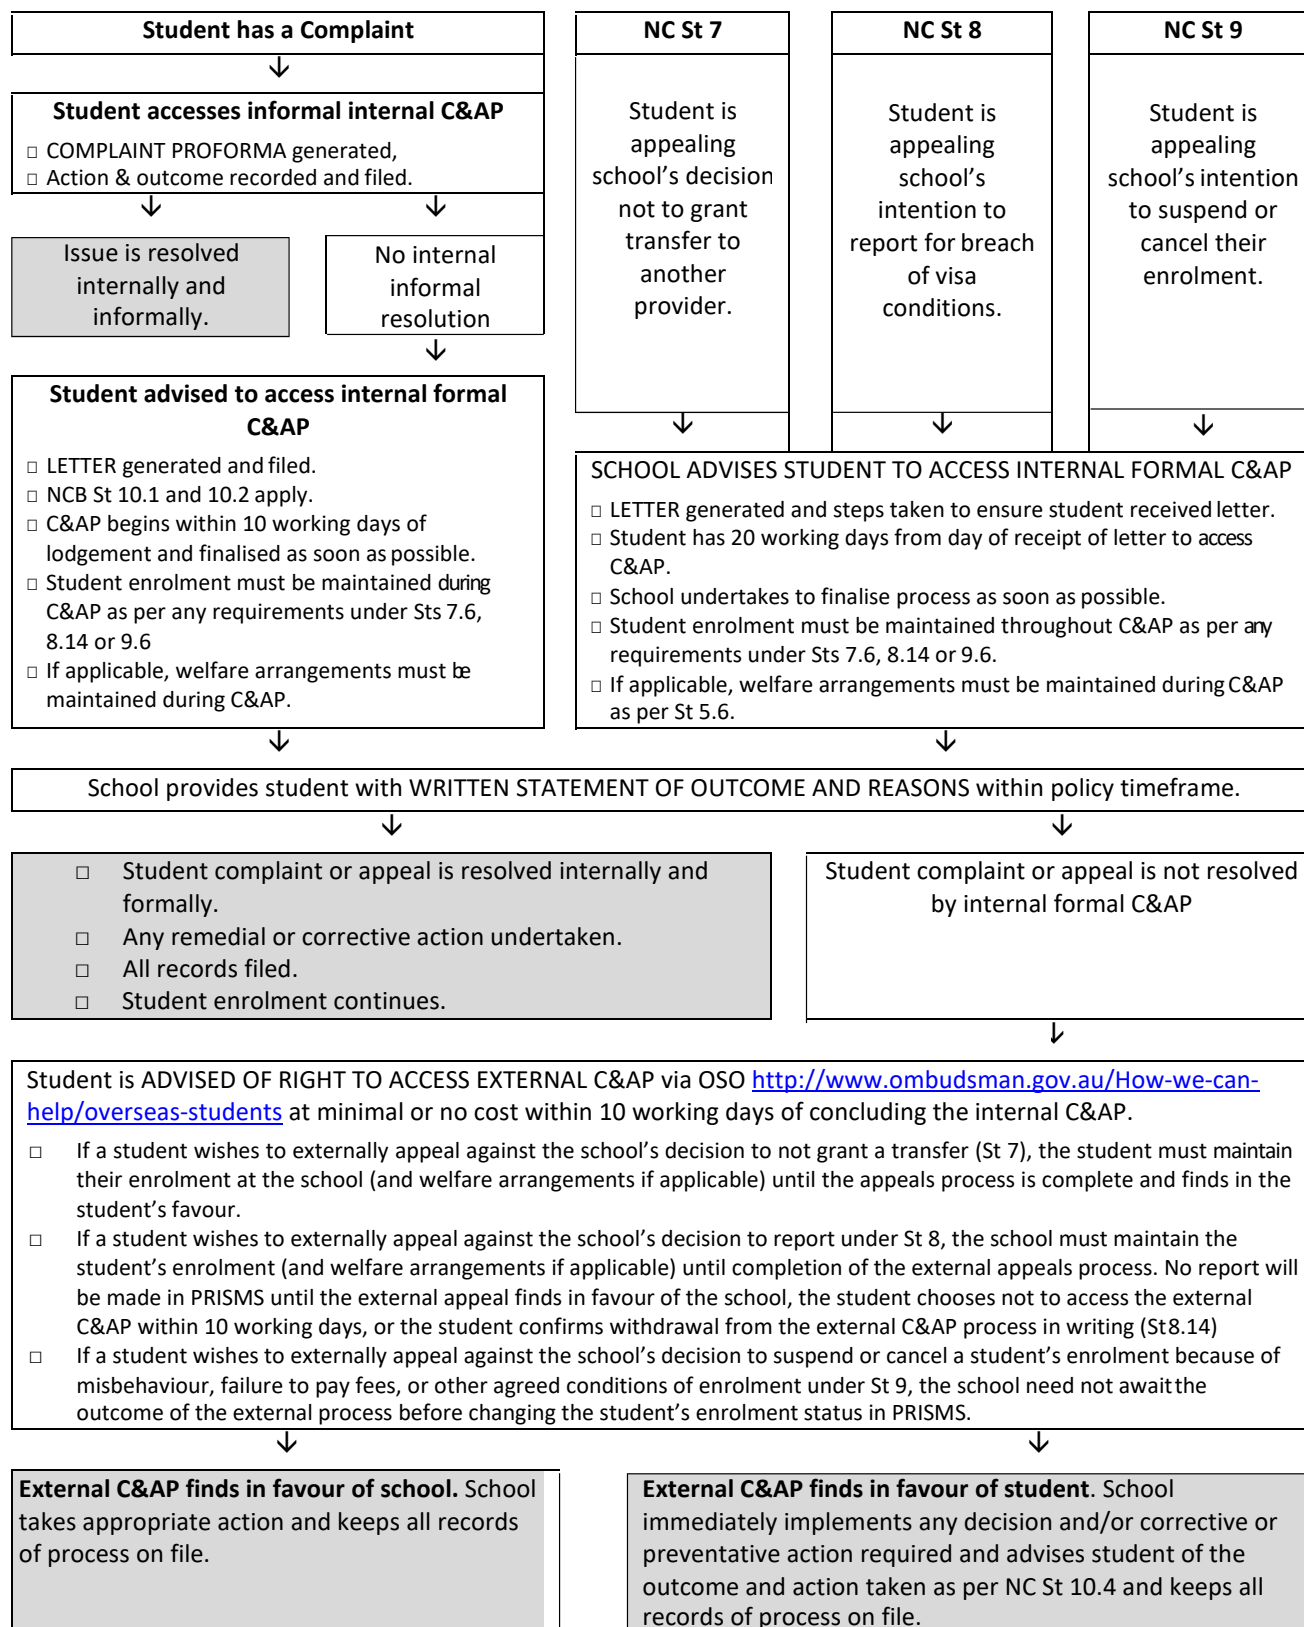 Student has a Complaint
↓
Student accesses informal internal C&AP
□ COMPLAINT PROFORMA generated,
□ Action & outcome recorded and filed.
↓ ↓
Issue is resolved
internally and
informally.
No internal
informal
resolution
↓
Student advised to access internal formal
C&AP
□ LETTER generated and filed.
□ NCB St 10.1 and 10.2 apply.
□ C&AP begins within 10 working days of
lodgement and finalised as soon as possible.
□ Student enrolment must be maintained during
C&AP as per any requirements under Sts 7.6,
8.14 or 9.6
□ If applicable, welfare arrangements must be
maintained during C&AP.
↓
NC St 7
Student is
appealing
school’s decision
not to grant
transfer to
another
provider.
↓
NC St 8
Student is
appealing
school’s
intention to
report for breach
of visa
conditions.
↓
NC St 9
Student is
appealing
school’s intention
to suspend or
cancel their
enrolment.
↓
SCHOOL ADVISES STUDENT TO ACCESS INTERNAL FORMAL C&AP
□ LETTER generated and steps taken to ensure student received letter.
□ Student has 20 working days from day of receipt of letter to access
C&AP.
□ School undertakes to finalise process as soon as possible.
□ Student enrolment must be maintained throughout C&AP as per any
requirements under Sts 7.6, 8.14 or 9.6.
□ If applicable, welfare arrangements must be maintained during C&AP
as per St 5.6.
↓
School provides student with WRITTEN STATEMENT OF OUTCOME AND REASONS within policy timeframe.
↓ ↓
□ Student complaint or appeal is resolved internally and
formally.
□ Any remedial or corrective action undertaken.
□ All records filed.
□ Student enrolment continues.
Student complaint or appeal is not resolved
by internal formal C&AP
↓
Student is ADVISED OF RIGHT TO ACCESS EXTERNAL C&AP via OSO http://www.ombudsman.gov.au/How-we-can-
help/overseas-students at minimal or no cost within 10 working days of concluding the internal C&AP.
□ If a student wishes to externally appeal against the school’s decision to not grant a transfer (St 7), the student must maintain
their enrolment at the school (and welfare arrangements if applicable) until the appeals process is complete and finds in the
student’s favour.
□ If a student wishes to externally appeal against the school’s decision to report under St 8, the school must maintain the
student’s enrolment (and welfare arrangements if applicable) until completion of the external appeals process. No report will
be made in PRISMS until the external appeal finds in favour of the school, the student chooses not to access the external
C&AP within 10 working days, or the student confirms withdrawal from the external C&AP process in writing (St8.14)
□ If a student wishes to externally appeal against the school’s decision to suspend or cancel a student’s enrolment because of
misbehaviour, failure to pay fees, or other agreed conditions of enrolment under St 9, the school need not await the
outcome of the external process before changing the student’s enrolment status in PRISMS.
↓ ↓
External C&AP finds in favour of school. School
takes appropriate action and keeps all records
of process on file.
External C&AP finds in favour of student. School
immediately implements any decision and/or corrective or
preventative action required and advises student of the
outcome and action taken as per NC St 10.4 and keeps all
records of process on file.